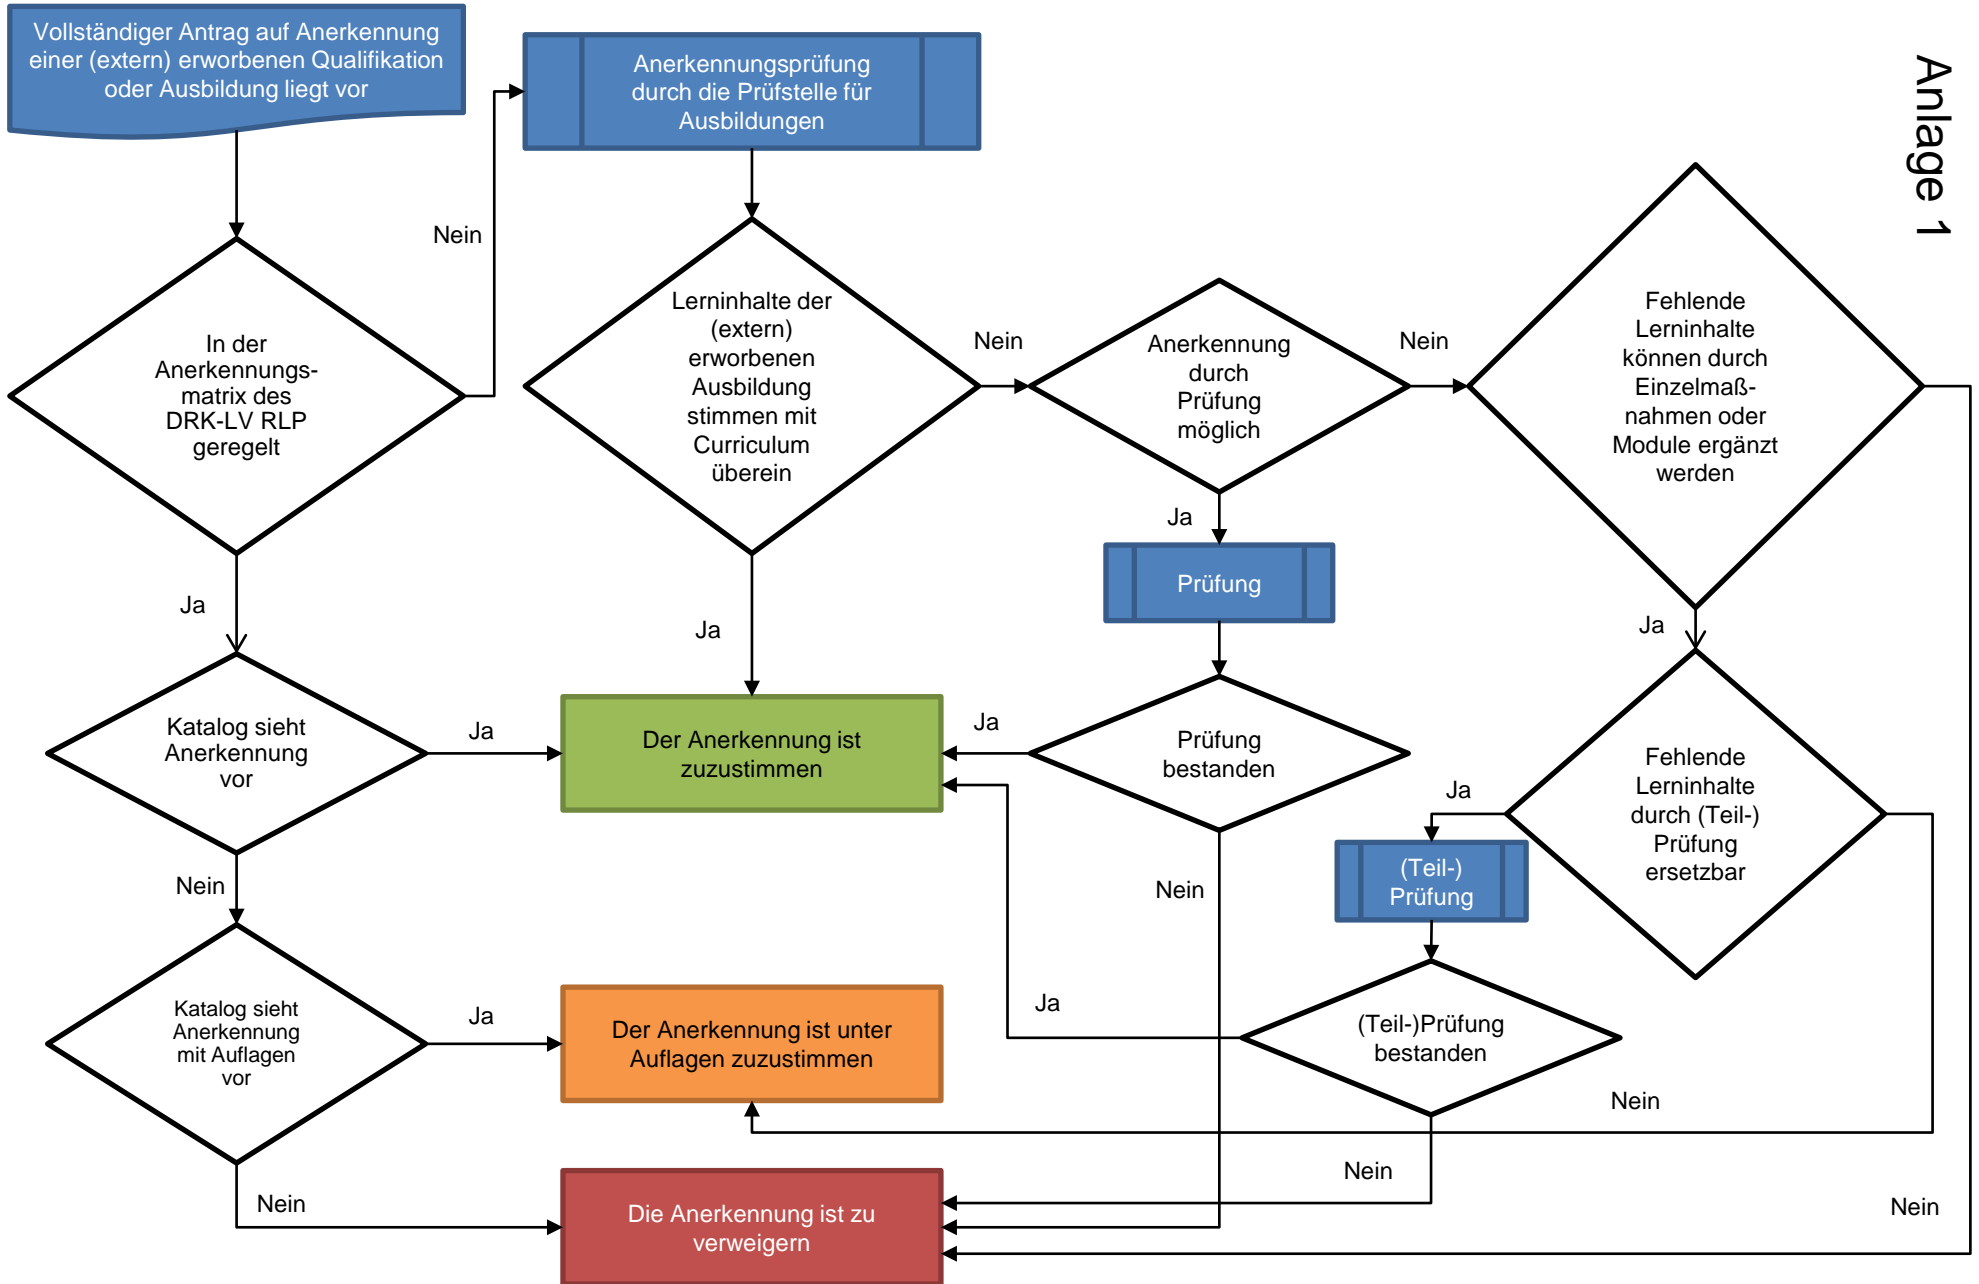 Vollständiger Antrag auf Anerkennung
einer (extern) erworbenen Qualifikation
oder Ausbildung liegt vor
Anerkennungsprüfung
durch die Prüfstelle für
Ausbildungen
Anlage 1
Nein
In der
Anerkennungs-
matrix des
DRK-LV RLP
geregelt
Lerninhalte der
(extern)
erworbenen
Ausbildung
stimmen mit
Curriculum
überein
Nein
Anerkennung
durch
Prüfung
möglich
Nein
Fehlende
Lerninhalte
können durch
Einzelmaß-
nahmen oder
Module ergänzt
werden
Ja
Ja
Ja
Prüfung
Ja
Katalog sieht
Anerkennung
vor
Ja
Der Anerkennung ist
zuzustimmen
Ja
Prüfung
bestanden
Fehlende
Lerninhalte
durch (Teil-)
Prüfung
ersetzbar
Ja
(Teil-)
Prüfung
Nein
Nein
Katalog sieht
Anerkennung
mit Auflagen
vor
Ja
Der Anerkennung ist unter
Auflagen zuzustimmen
Ja
(Teil-)Prüfung
bestanden
Nein
Nein
Nein
Die Anerkennung ist zu
verweigern
Nein